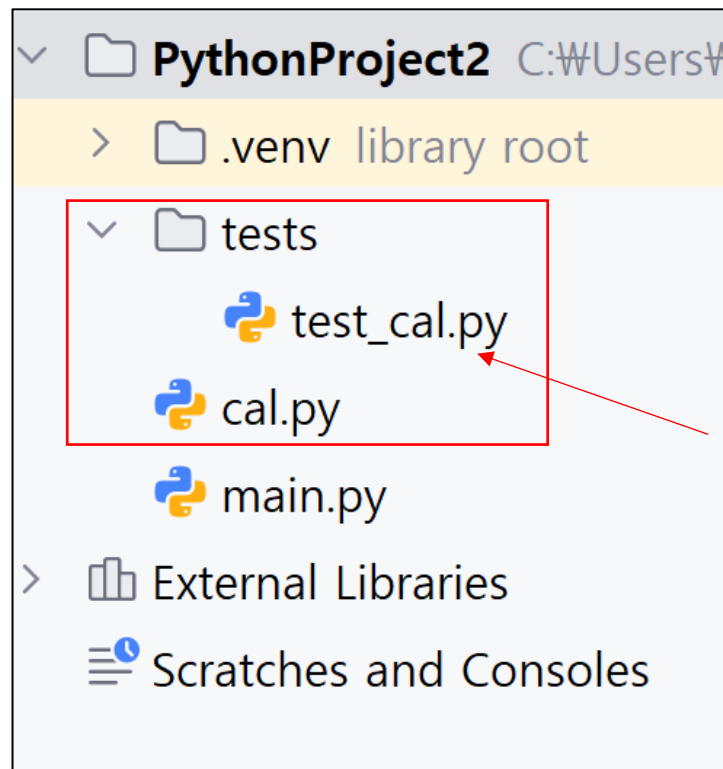 PythonProject2 C:₩Users₩
.venv library root
tests
test_cal.py
cal.py
main.py
External Libraries
Scratches and Consoles